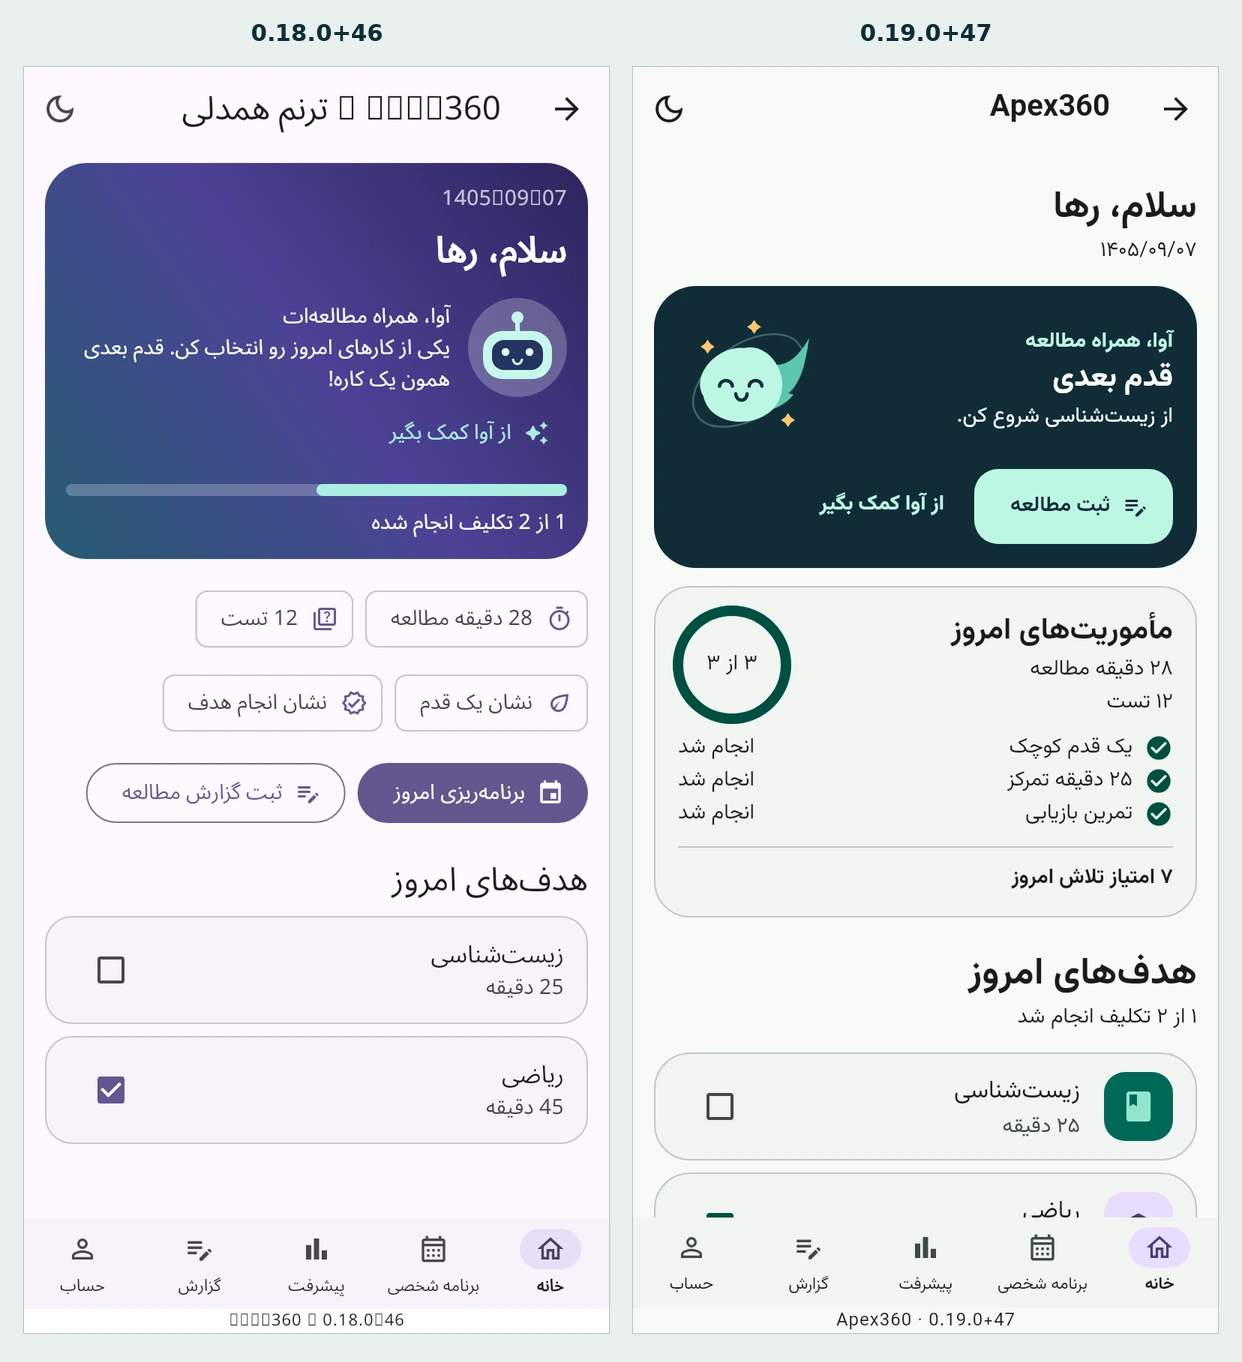 0.18.0+46
360 ترنم همدلی
1405 09 07
سلام، رها
آوا، همراه مطالعه‌ات
یکی از کارهای امروز رو انتخاب کن. قدم بعدی
همون یک کاره!
از آوا کمک بگیر
1 از 2 تکلیف انجام شده
28 دقیقه مطالعه
12 تست
نشان یک قدم
نشان انجام هدف
برنامه‌ریزی امروز
ثبت گزارش مطالعه
هدف‌های امروز
زیست‌شناسی
25 دقیقه
ریاضی
45 دقیقه
خانه
برنامه شخصی
پیشرفت
گزارش
حساب
360 0.18.0 46
0.19.0+47
Apex360
سلام، رها
۱۴۰۵/۰۹/۰۷
آوا، همراه مطالعه
قدم بعدی
از زیست‌شناسی شروع کن.
ثبت مطالعه
از آوا کمک بگیر
مأموریت‌های امروز
۲۸ دقیقه مطالعه
۱۲ تست
۳ از ۳
یک قدم کوچک
انجام شد
۲۵ دقیقه تمرکز
انجام شد
تمرین بازیابی
انجام شد
۷ امتیاز تلاش امروز
هدف‌های امروز
۱ از ۲ تکلیف انجام شد
زیست‌شناسی
۲۵ دقیقه
ریاضی
خانه
برنامه شخصی
پیشرفت
گزارش
حساب
Apex360 · 0.19.0+47